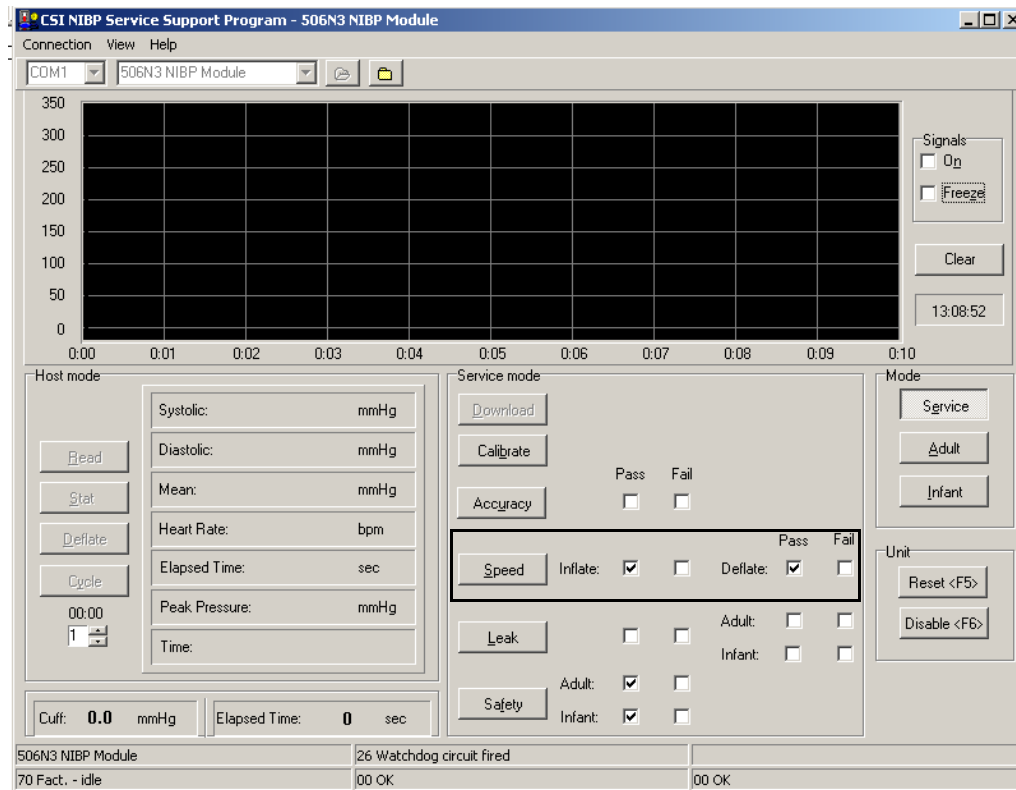 CSI NIBP Service Support Program - 506N3 NIBP Module
Connection View Help
COM1 506N3 NIBP Module
350
300
250
200
150
100
50
0
0:00 0:01 0:02 0:03 0:04 0:05 0:06 0:07 0:08 0:09 0:10
Signals
On
Freeze
Clear
13:08:52
Host mode
Read
Stat
Deflate
Cycle
00:00
1
Systolic: mmHg
Diastolic: mmHg
Mean: mmHg
Heart Rate: bpm
Elapsed Time: sec
Peak Pressure: mmHg
Time:
Cuff: 0.0 mmHg Elapsed Time: 0 sec
Service mode
Download
Calibrate
Pass Fail
Accuracy
Pass Fail
Speed Inflate: Deflate:
Leak Adult:
Infant:
Safety Adult:
Infant:
Mode
Service
Adult
Infant
Unit
Reset <F5>
Disable <F6>
506N3 NIBP Module 26 Watchdog circuit fired
70 Fact. - idle 00 OK 00 OK